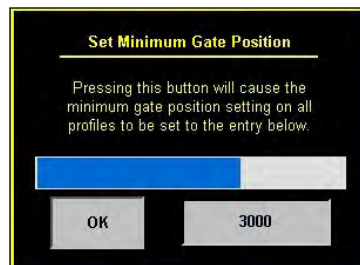 Set Minimum Gate Position
Pressing this button will cause the
minimum gate position setting on all
profiles to be set to the entry below.
OK
3000